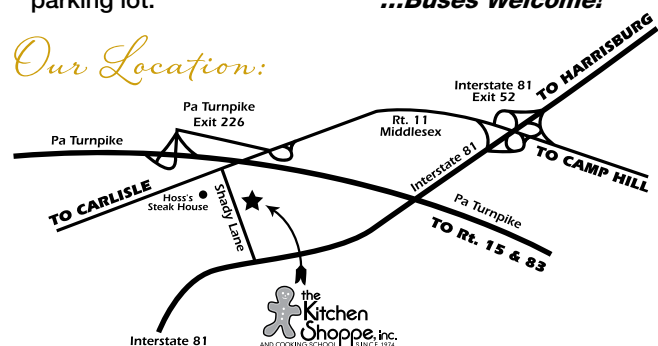 parking lot.
...Buses Welcome!
Our Location:
TO HARRISBURG
Interstate 81
Exit 52
Pa Turnpike
Exit 226
Rt. 11
Middlesex
Pa Turnpike
TO CAMP HILL
Interstate 81
TO CARLISLE
Hoss's
Steak House
Shady Lane
Pa Turnpike
TO Rt. 15 & 83
the
Kitchen
Shoppe, inc.
AND COOKING SCHOOL SINCE 1974
Interstate 81